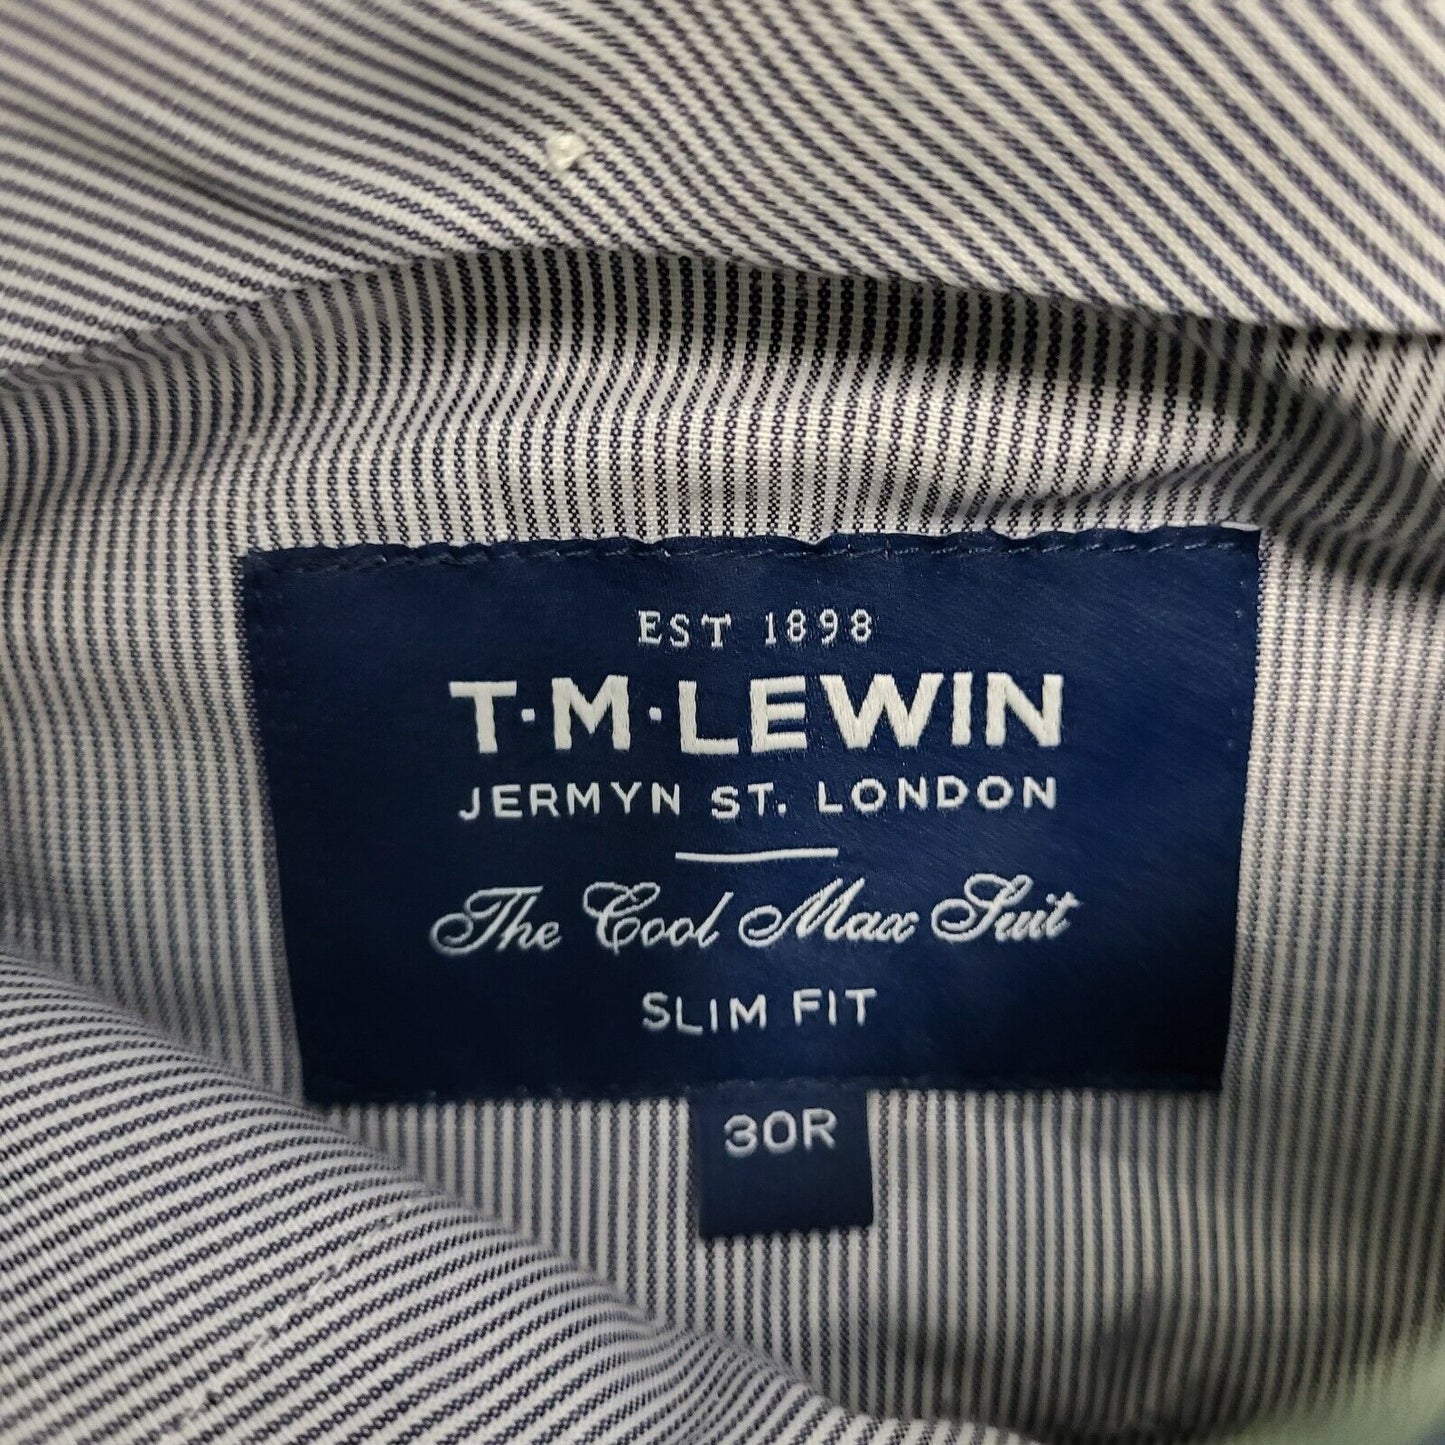 EST 1898
T·M·LEWIN
JERMYN ST. LONDON
The Cool Max Suit
SLIM FIT
30R